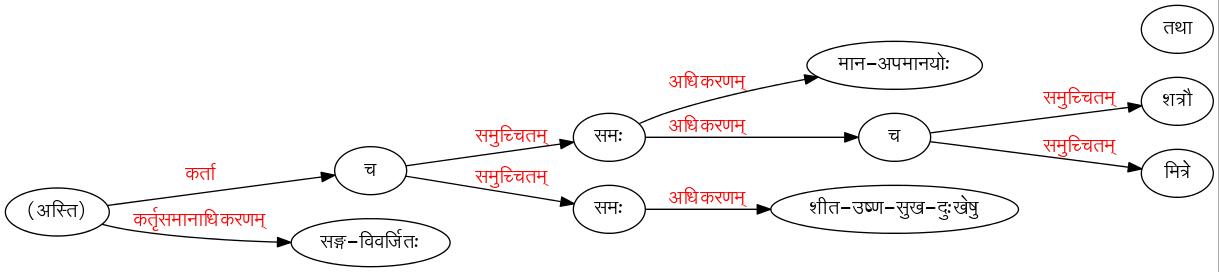 तथा
मान-अपमानयोः
अधिकरणम्
समुच्चितम्
शत्रौ
समुच्चितम्
समः
अधिकरणम्
च
कर्ता
च
समुच्चितम्
मित्रे
समुच्चितम्
(अस्ति)
समः
अधिकरणम्
शीत-उष्ण-सुख-दुःखेषु
कर्तृसमानाधिकरणम्
सङ्ग-विवर्जितः